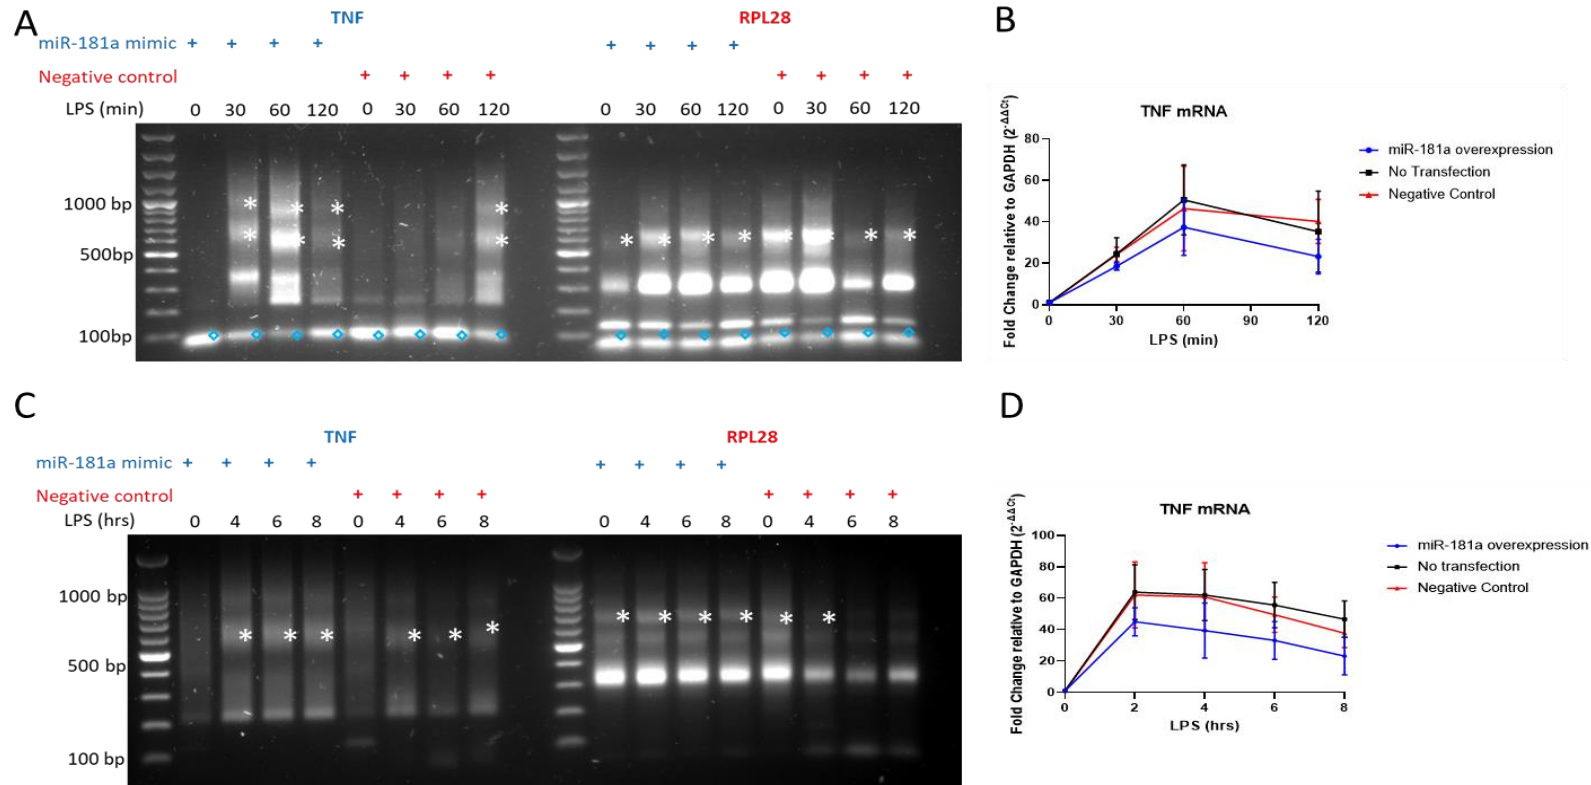 A
TNF RPL28
miR-181a mimic + + + + + + + +
Negative control + + + + + + + +
LPS (min) 0 30 60 120 0 30 60 120 0 30 60 120 0 30 60 120
1000 bp
* * * * * *
* * * * * * * * * * * *
500bp
100bp
B
TNF mRNA
Fold Change relative to GAPDH (2^-ΔΔCt)
80
60
40
20
0
0 30 60 90 120
LPS (min)
miR-181a overexpression
No Transfection
Negative Control
C
TNF RPL28
miR-181a mimic + + + + + + + +
Negative control + + + + + + + +
LPS (hrs) 0 4 6 8 0 4 6 8 0 4 6 8 0 4 6 8
1000 bp
* * * * * * * * * * * *
500 bp
100 bp
D
TNF mRNA
Fold Change relative to GAPDH (2^-ΔΔCt)
100
80
60
40
20
0
0 2 4 6 8
LPS (hrs)
miR-181a overexpression
No transfection
Negative Control